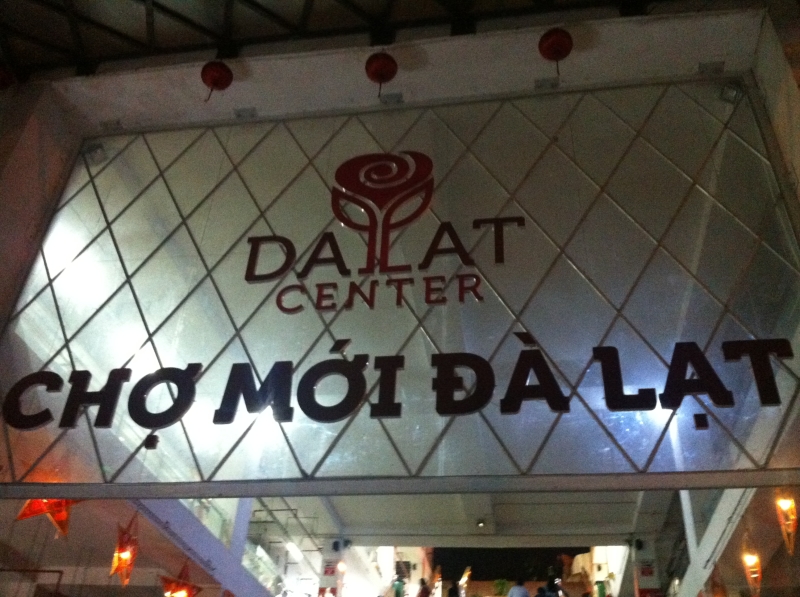 DALAT
CENTER
CHỢ MỚI ĐÀ LẠT